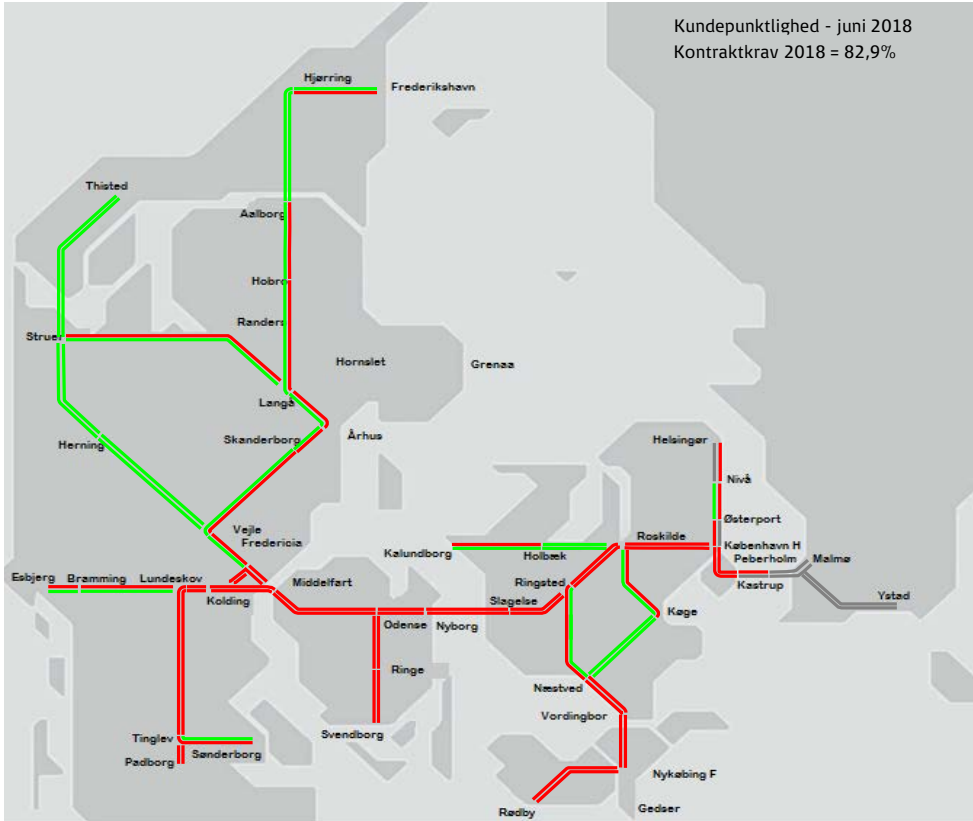 Kundepunktlighed - juni 2018
Kontraktkrav 2018 = 82,9%
Hjørring
Frederikshavn
Thisted
Aalborg
Hobro
Randers
Struer
Hornslet
Grenaa
Langå
Århus
Skanderborg
Herning
Helsingør
Nivå
Østerport
Vejle
Fredericia
Roskilde
København H
Kalundborg
Holbæk
Peberholm
Malmø
Esbjerg
Bramming
Lundeskov
Middelfart
Ringsted
Kastrup
Kolding
Slagelse
Ystad
Odense
Nyborg
Køge
Ringe
Næstved
Vordingbor
Svendborg
Tinglev
Sønderborg
Padborg
Nykøbing F
Rødby
Gedser